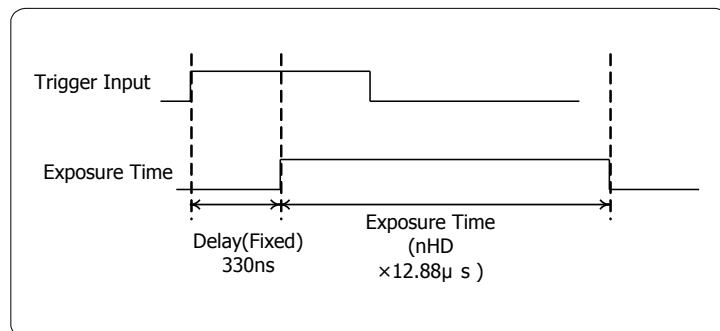 Trigger Input
Exposure Time
Delay(Fixed)
330ns
Exposure Time
(nHD
×12.88μ s )